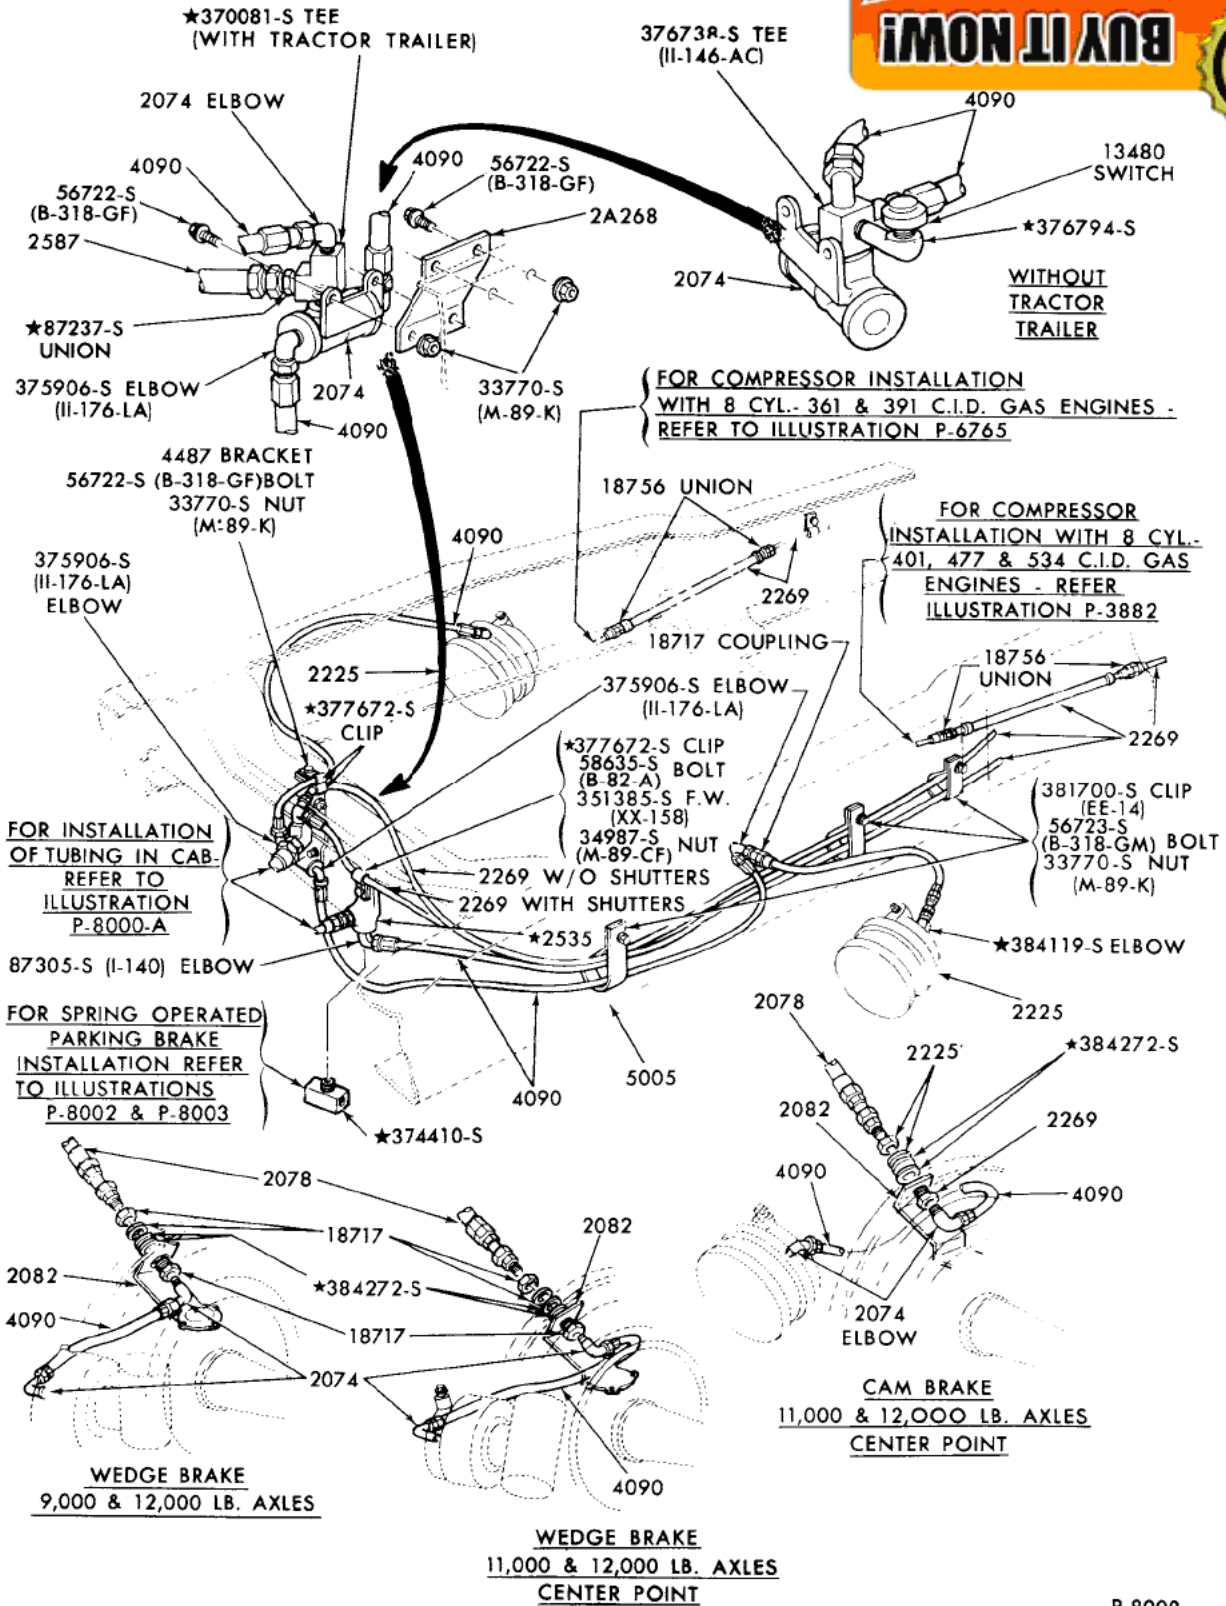 ★370081-S TEE
(WITH TRACTOR TRAILER)
376738-S TEE
(II-146-AC)
BUY IT NOW!
2074 ELBOW
4090
4090
56722-S
(B-318-GF)
4090
56722-S
(B-318-GF)
13480
SWITCH
2587
2A268
★376794-S
2074
WITHOUT
TRACTOR
TRAILER
★87237-S
UNION
375906-S ELBOW
(II-176-LA)
2074
4090
33770-S
(M-89-K)
FOR COMPRESSOR INSTALLATION
WITH 8 CYL.- 361 & 391 C.I.D. GAS ENGINES -
REFER TO ILLUSTRATION P-6765
4487 BRACKET
56722-S (B-318-GF)BOLT
33770-S NUT
(M-89-K)
18756 UNION
FOR COMPRESSOR
INSTALLATION WITH 8 CYL.-
401, 477 & 534 C.I.D. GAS
ENGINES - REFER
ILLUSTRATION P-3882
375906-S
(II-176-LA)
ELBOW
4090
2269
18717 COUPLING
18756
UNION
2225
375906-S ELBOW
(II-176-LA)
★377672-S
CLIP
2269
★377672-S CLIP
58635-S BOLT
(B-82-A)
351385-S F.W.
(XX-158)
34987-S NUT
(M-89-CF)
381700-S CLIP
(EE-14)
56723-S
(B-318-GM) BOLT
33770-S NUT
(M-89-K)
FOR INSTALLATION
OF TUBING IN CAB-
REFER TO
ILLUSTRATION
P-8000-A
2269 W/O SHUTTERS
2269 WITH SHUTTERS
★2535
★384119-S ELBOW
87305-S (I-140) ELBOW
2225
FOR SPRING OPERATED
PARKING BRAKE
INSTALLATION REFER
TO ILLUSTRATIONS
P-8002 & P-8003
2078
2225
★384272-S
5005
4090
2082
2269
★374410-S
4090
4090
2078
18717
2082
2082
★384272-S
4090
18717
2074
ELBOW
2074
CAM BRAKE
11,000 & 12,000 LB. AXLES
CENTER POINT
4090
WEDGE BRAKE
9,000 & 12,000 LB. AXLES
WEDGE BRAKE
11,000 & 12,000 LB. AXLES
CENTER POINT